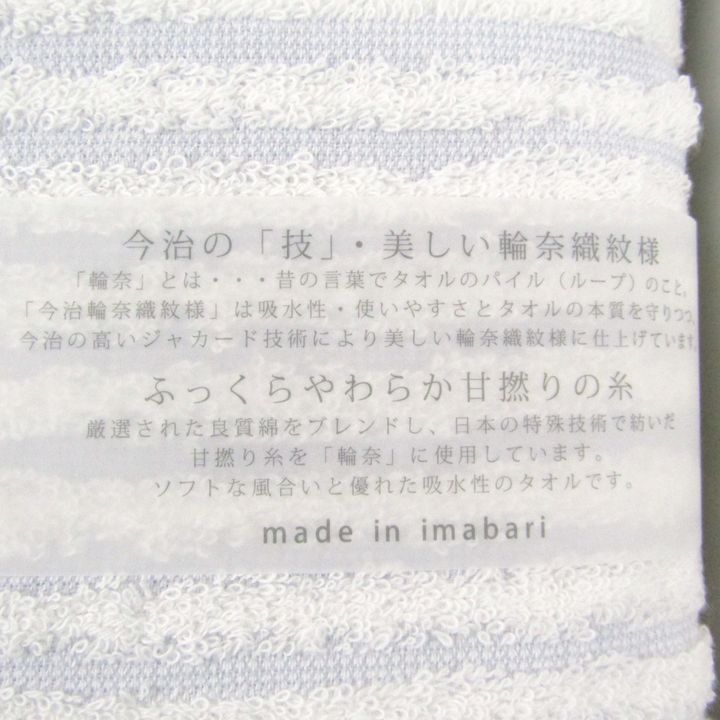 今治の「技」・美しい輪奈織紋様
「輪奈」とは・・・昔の言葉でタオルのパイル（ループ）のこと。
「今治輪奈織紋様」は吸水性・使いやすさとタオルの本質を守りつつ、
今治の高いジャカード技術により美しい輪奈織紋様に仕上げています。
ふっくらやわらか甘撚りの糸
厳選された良質綿をブレンドし、日本の特殊技術で紡いだ
甘撚り糸を「輪奈」に使用しています。
ソフトな風合いと優れた吸水性のタオルです。
made in imabari